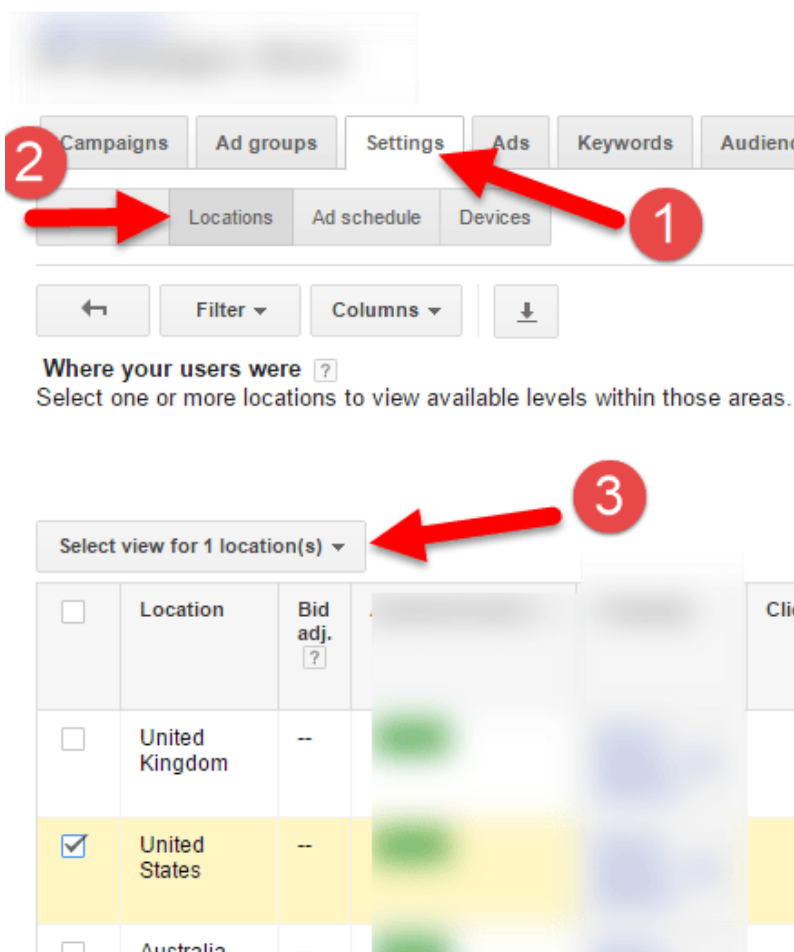 Campaigns Ad groups Settings Ads Keywords
2
Locations Ad schedule Devices
1
Filter Columns
Where your users were ?
Select one or more locations to view available levels within those areas.
3
Select view for 1 location(s)
Location Bid
adj.
?
United
Kingdom
--
United
States
--
Australia